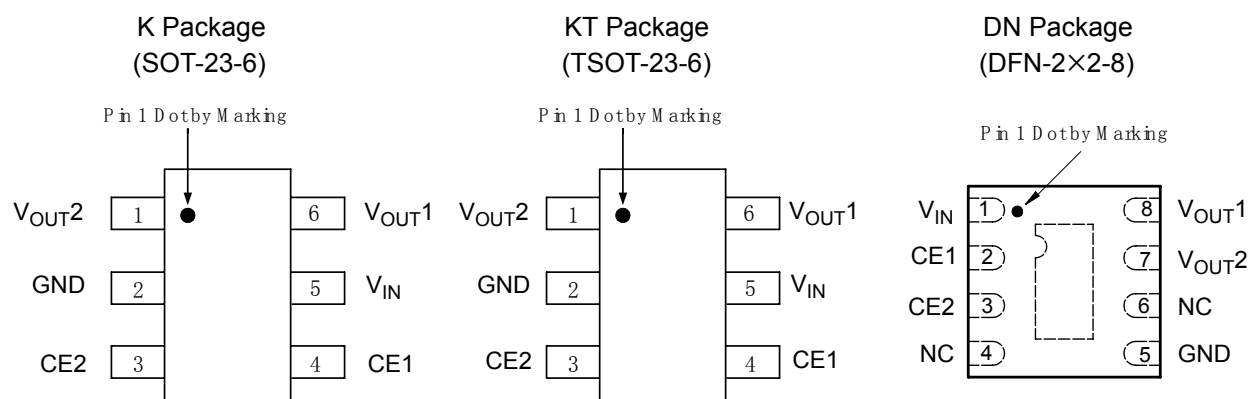 K Package
(SOT-23-6)
Pin 1 Dot by Marking
VOUT2 1 6 VOUT1
GND 2 5 VIN
CE2 3 4 CE1
KT Package
(TSOT-23-6)
Pin 1 Dot by Marking
VOUT2 1 6 VOUT1
GND 2 5 VIN
CE2 3 4 CE1
DN Package
(DFN-2×2-8)
Pin 1 Dot by Marking
VIN 1 8 VOUT1
CE1 2 7 VOUT2
CE2 3 6 NC
NC 4 5 GND